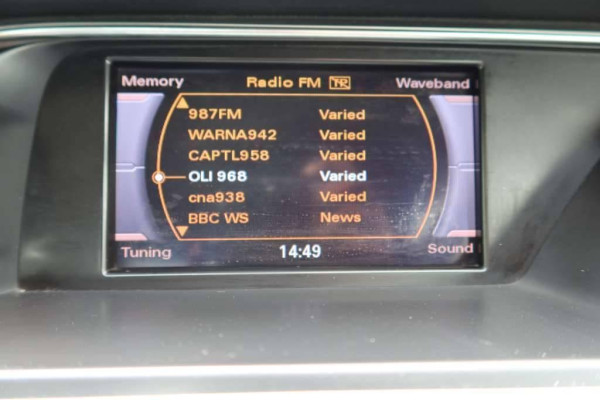 Memory Radio FM TP Waveband
987FM Varied
WARNA942 Varied
CAPTL958 Varied
OLI 968 Varied
cna938 Varied
BBC WS News
Tuning 14:49 Sound